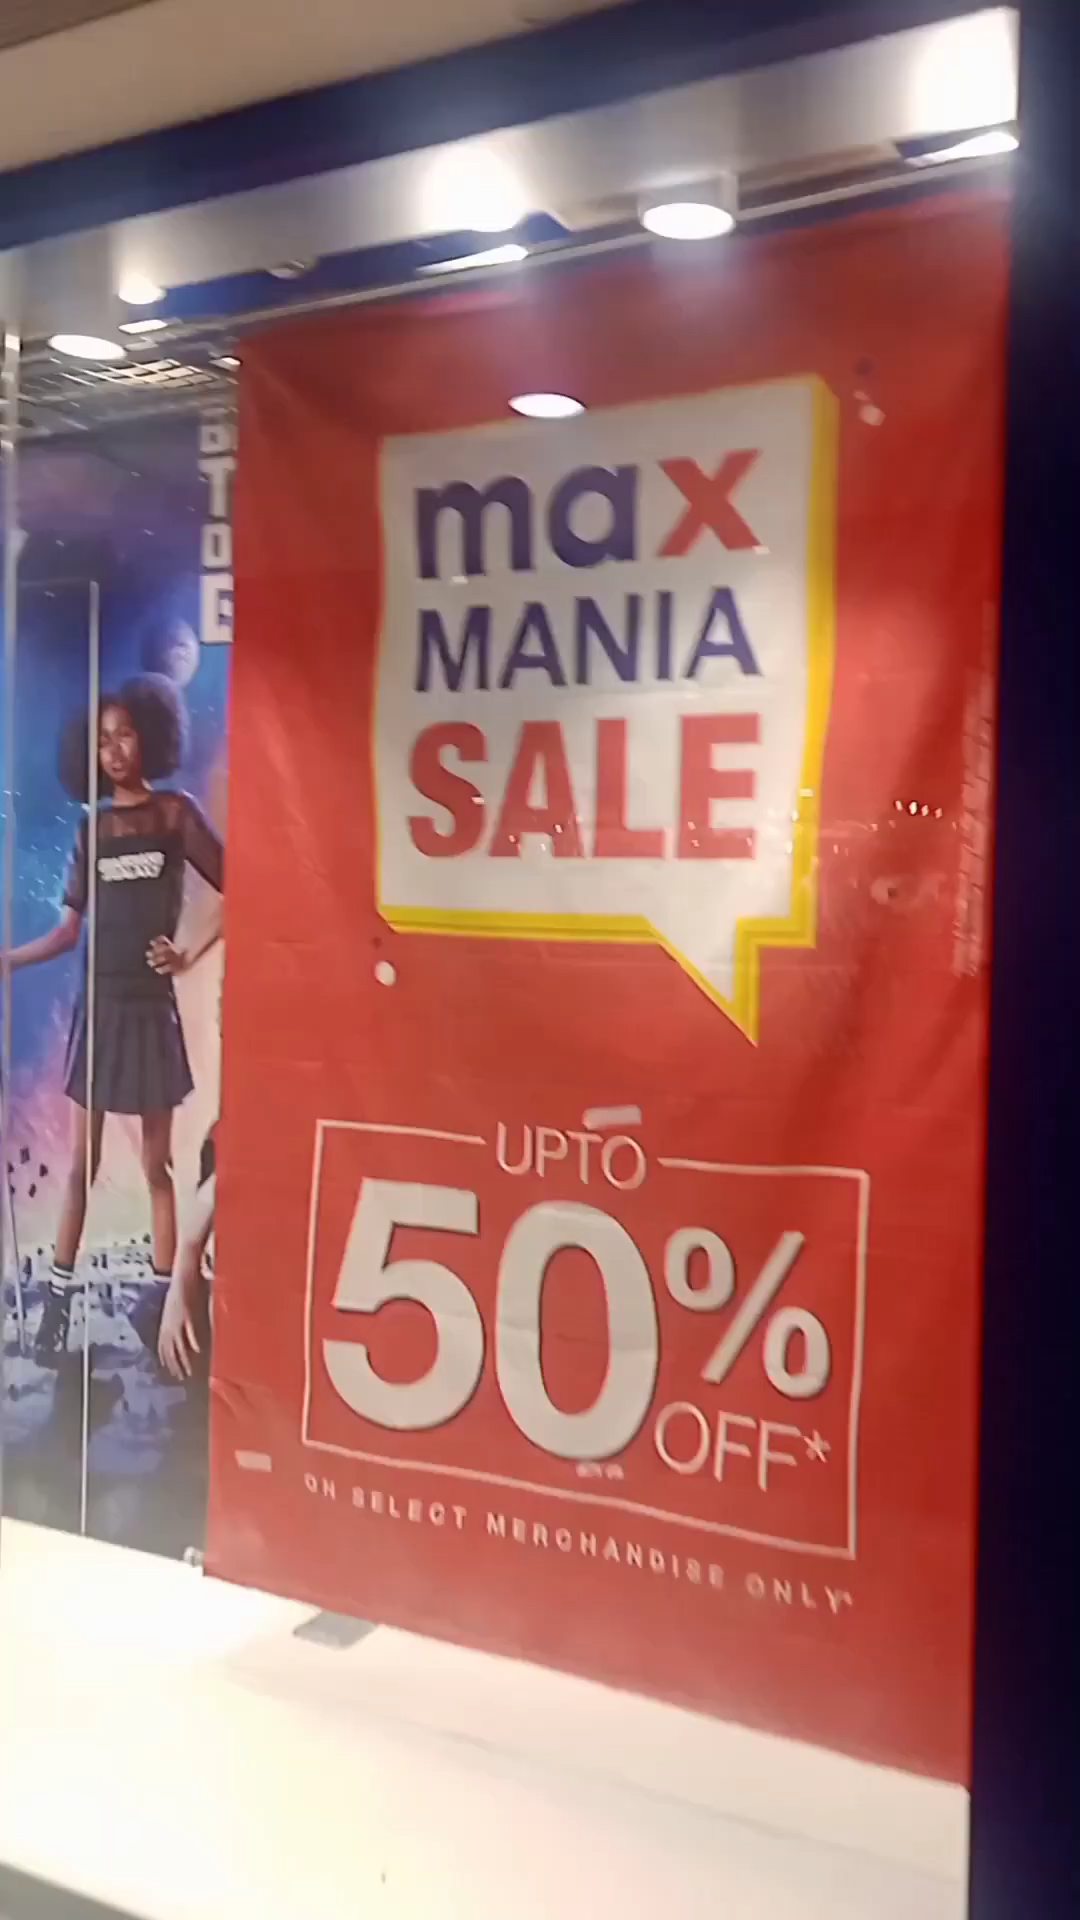 max
MANIA
SALE
UPTO
50%
OFF*
ON SELECT MERCHANDISE ONLY*